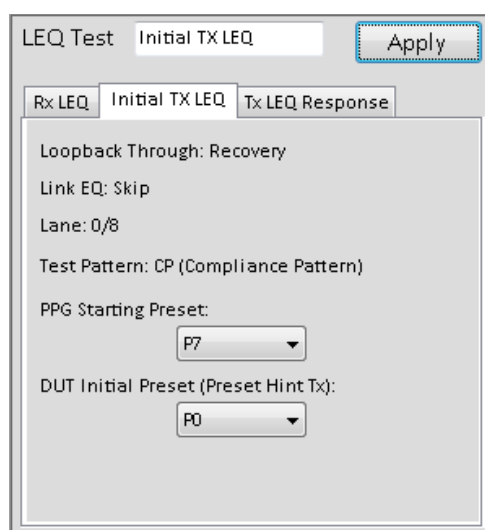 LEQ Test Initial TX LEQ Apply
Rx LEQ Initial TX LEQ Tx LEQ Response
Loopback Through: Recovery
Link EQ: Skip
Lane: 0/8
Test Pattern: CP (Compliance Pattern)
PPG Starting Preset:
P7
DUT Initial Preset (Preset Hint Tx):
P0